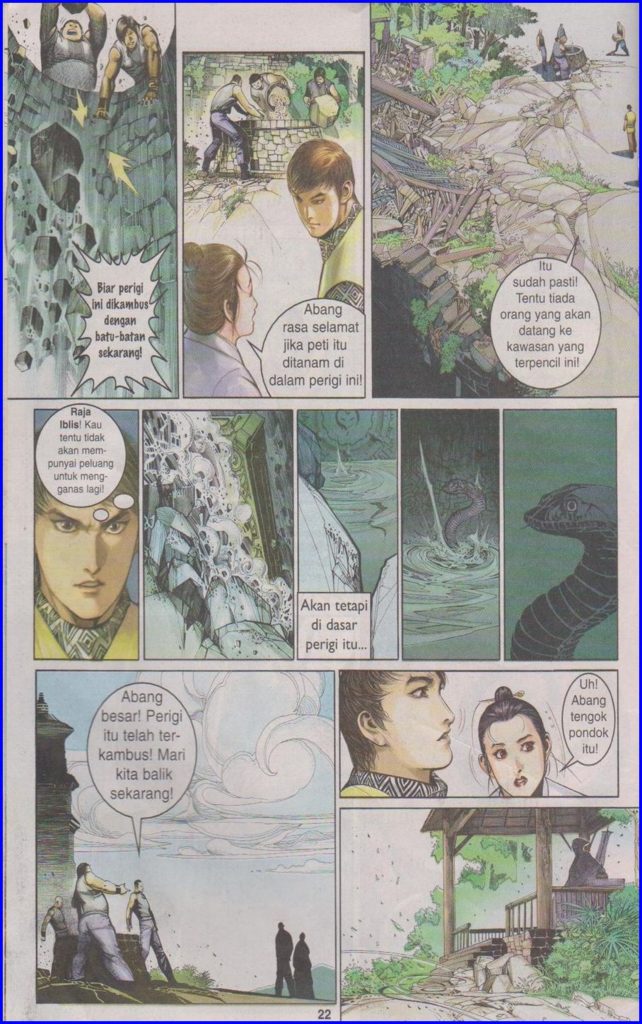 Biar perigi
ini dikambus
dengan
batu-batan
sekarang!
Abang
rasa selamat
jika peti itu
ditanam di
dalam perigi ini!
Itu
sudah pasti!
Tentu tiada
orang yang akan
datang ke
kawasan yang
terpencil ini!
Raja
Iblis! Kau
tentu tidak
akan mem-
punyai peluang
untuk meng-
ganas lagi!
Akan tetapi
di dasar
perigi itu...
Abang
besar! Perigi
itu telah ter-
kambus! Mari
kita balik
sekarang!
Uh!
Abang
tengok
pondok
itu!
22